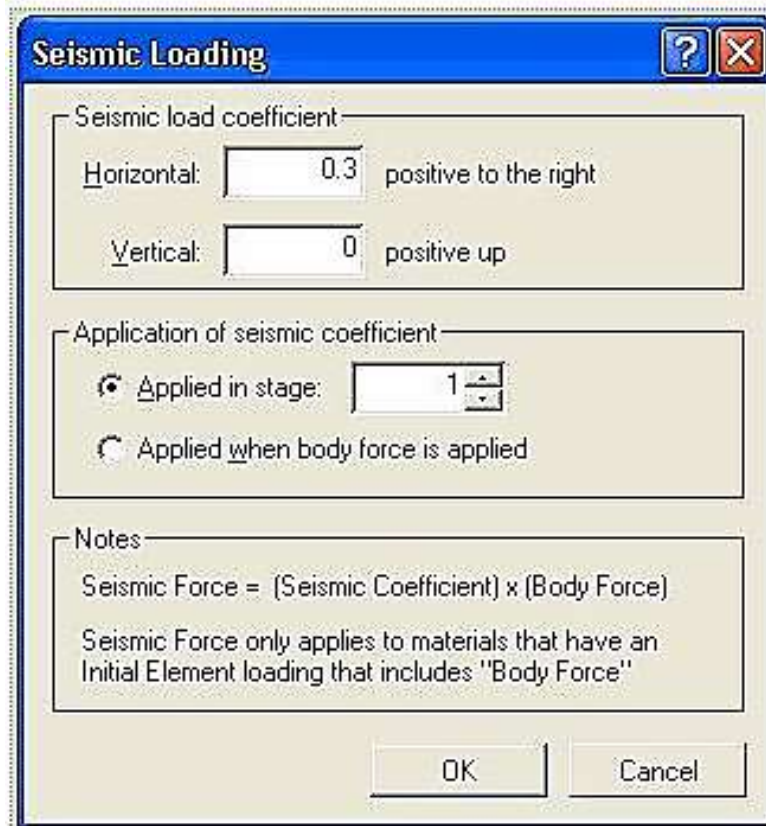 Seismic Loading
Seismic load coefficient
Horizontal: 0.3 positive to the right
Vertical: 0 positive up
Application of seismic coefficient
Applied in stage: 1
Applied when body force is applied
Notes
Seismic Force = (Seismic Coefficient) x (Body Force)
Seismic Force only applies to materials that have an
Initial Element loading that includes "Body Force"
OK Cancel